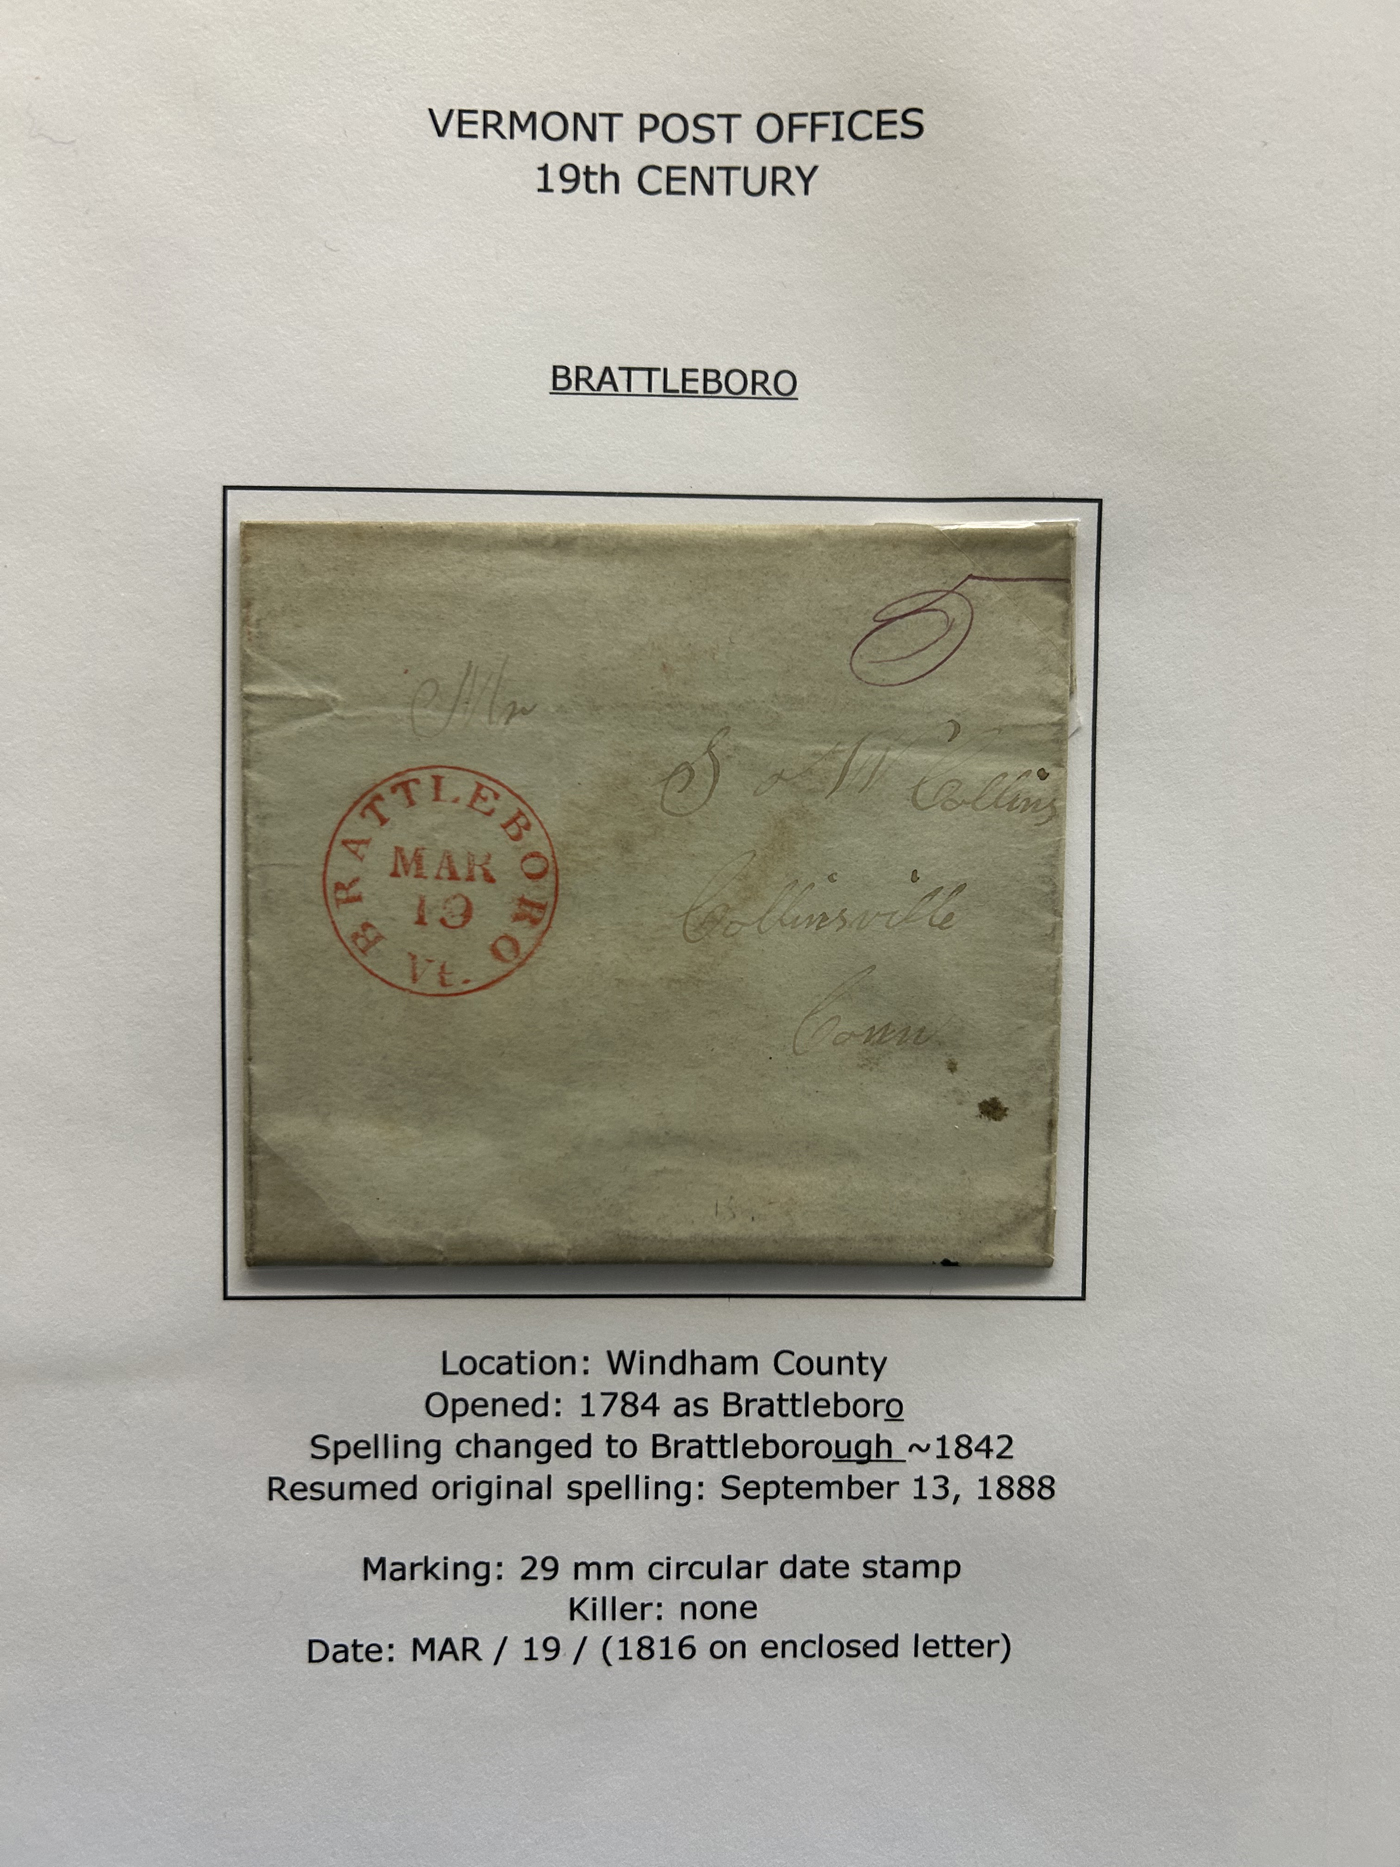 VERMONT POST OFFICES
19th CENTURY
BRATTLEBORO
5
Mr
S & W Collins
BRATTLEBORO
MAR
19
Vt.
Collinsville
Conn
Location: Windham County
Opened: 1784 as Brattleboro
Spelling changed to Brattleborough ~1842
Resumed original spelling: September 13, 1888
Marking: 29 mm circular date stamp
Killer: none
Date: MAR / 19 / (1816 on enclosed letter)